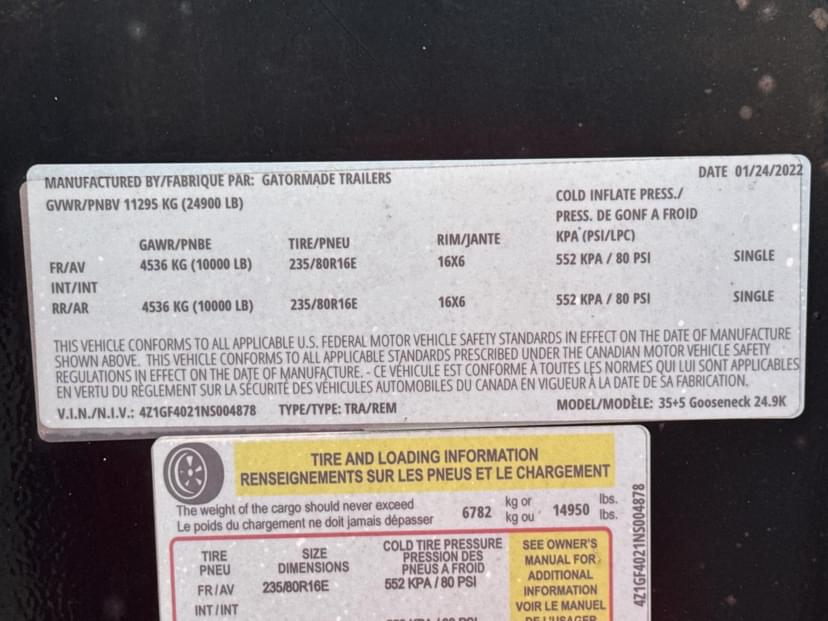 MANUFACTURED BY/FABRIQUE PAR: GATORMADE TRAILERS DATE 01/24/2022
GVWR/PNBV 11295 KG (24900 LB)
COLD INFLATE PRESS./
PRESS. DE GONF A FROID
GAWR/PNBE TIRE/PNEU RIM/JANTE KPA (PSI/LPC)
FR/AV 4536 KG (10000 LB) 235/80R16E 16X6 552 KPA / 80 PSI SINGLE
INT/INT
RR/AR 4536 KG (10000 LB) 235/80R16E 16X6 552 KPA / 80 PSI SINGLE
THIS VEHICLE CONFORMS TO ALL APPLICABLE U.S. FEDERAL MOTOR VEHICLE SAFETY STANDARDS IN EFFECT ON THE DATE OF MANUFACTURE
SHOWN ABOVE. THIS VEHICLE CONFORMS TO ALL APPLICABLE STANDARDS PRESCRIBED UNDER THE CANADIAN MOTOR VEHICLE SAFETY
REGULATIONS IN EFFECT ON THE DATE OF MANUFACTURE. - CE VÉHICULE EST CONFORME À TOUTES LES NORMES QUI LUI SONT APPLICABLES
EN VERTU DU RÈGLEMENT SUR LA SÉCURITÉ DES VÉHICULES AUTOMOBILES DU CANADA EN VIGUEUR À LA DATE DE SA FABRICATION.
V.I.N./N.I.V.: 4Z1GF4021NS004878 TYPE/TYPE: TRA/REM MODEL/MODÈLE: 35+5 Gooseneck 24.9K
TIRE AND LOADING INFORMATION
RENSEIGNEMENTS SUR LES PNEUS ET LE CHARGEMENT
The weight of the cargo should never exceed 6782 kg or 14950 lbs.
Le poids du chargement ne doit jamais dépasser kg ou lbs.
TIRE SIZE COLD TIRE PRESSURE
PNEU DIMENSIONS PRESSION DES
PNEUS A FROID
FR/AV 235/80R16E 552 KPA / 80 PSI
INT/INT
SEE OWNER'S
MANUAL FOR
ADDITIONAL
INFORMATION
VOIR LE MANUEL
DE L'USAGER
4Z1GF4021NS004878